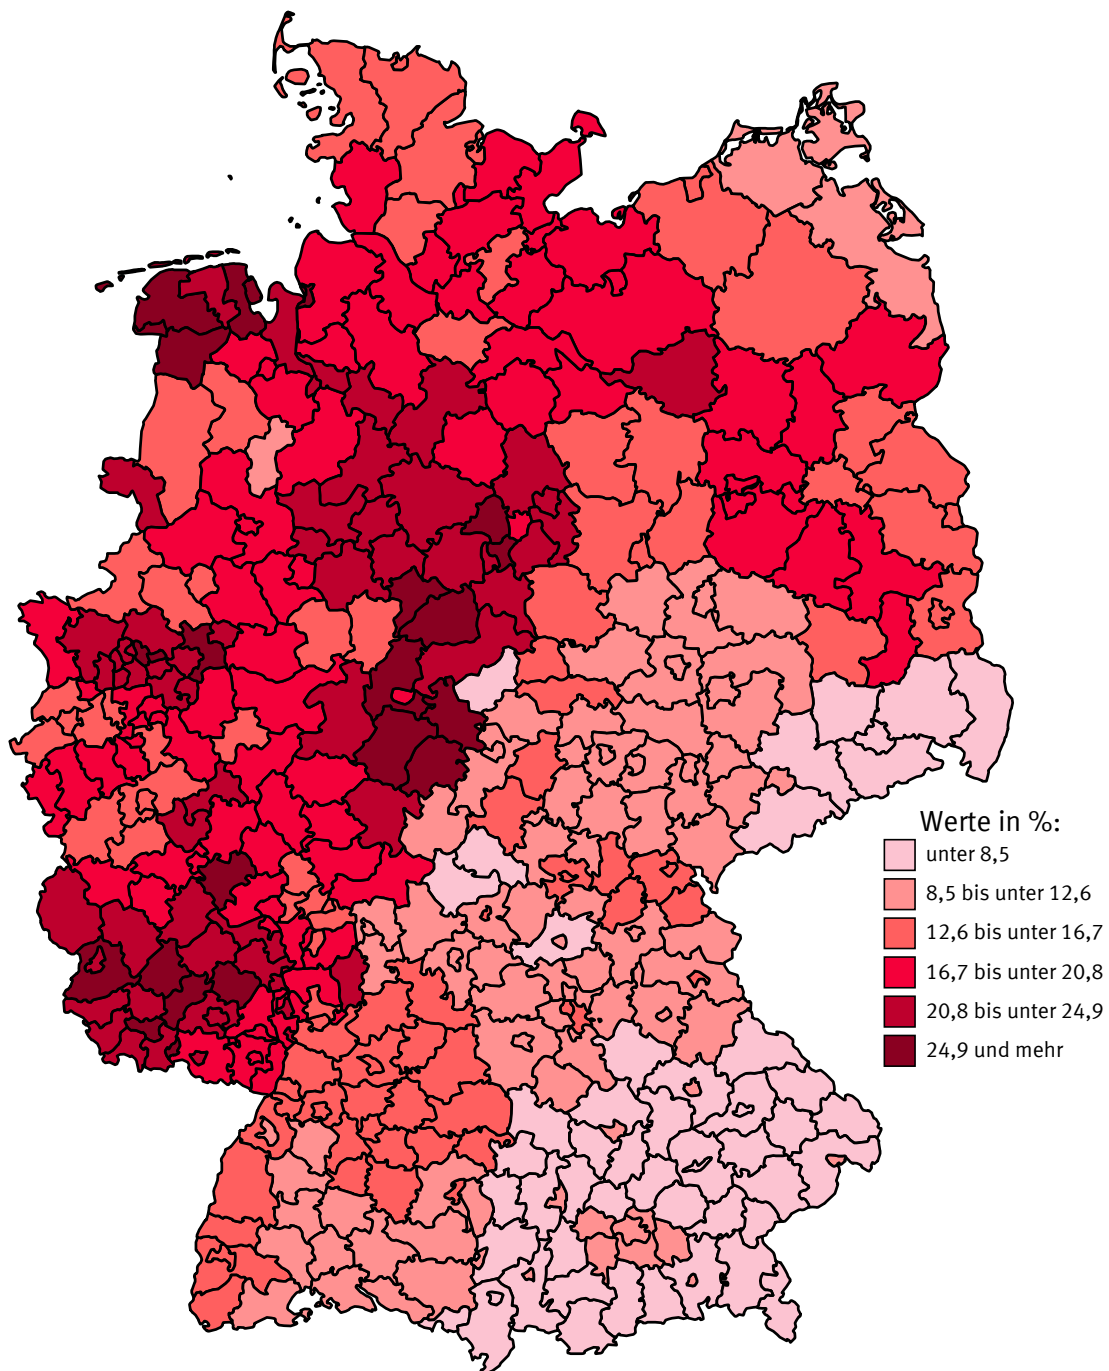 Werte in %:
unter 8,5
8,5 bis unter 12,6
12,6 bis unter 16,7
16,7 bis unter 20,8
20,8 bis unter 24,9
24,9 und mehr